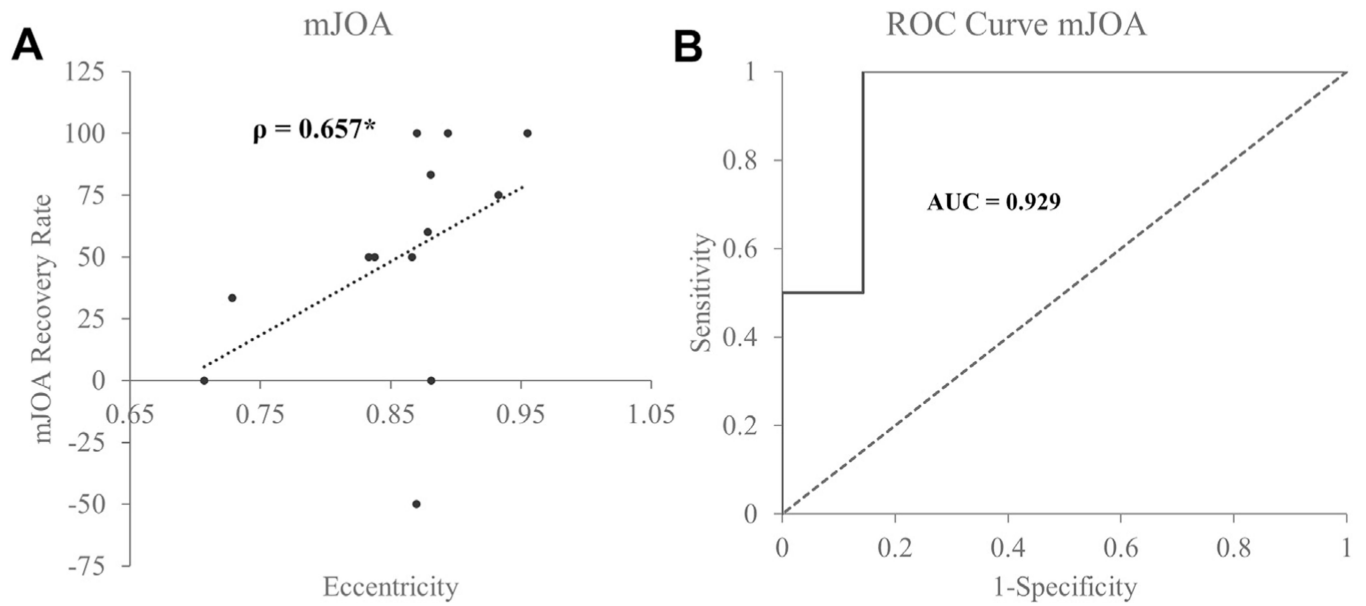 A
mJOA
125
100
75
50
25
0
-25
-50
-75
mJOA Recovery Rate
ρ = 0.657*
0.65 0.75 0.85 0.95 1.05
Eccentricity
B
ROC Curve mJOA
1
0.8
0.6
0.4
0.2
0
Sensitivity
AUC = 0.929
0 0.2 0.4 0.6 0.8 1
1-Specificity